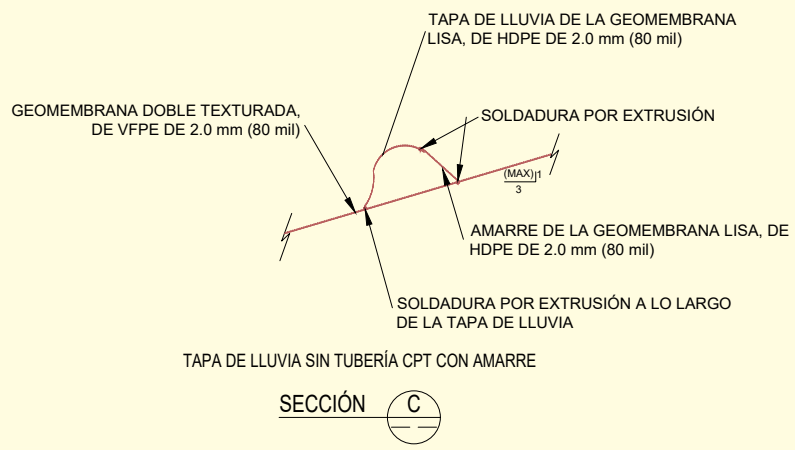 TAPA DE LLUVIA DE LA GEOMEMBRANA
LISA, DE HDPE DE 2.0 mm (80 mil)
GEOMEMBRANA DOBLE TEXTURADA,
DE VFPE DE 2.0 mm (80 mil)
SOLDADURA POR EXTRUSIÓN
(MAX) 1
3
AMARRE DE LA GEOMEMBRANA LISA, DE
HDPE DE 2.0 mm (80 mil)
SOLDADURA POR EXTRUSIÓN A LO LARGO
DE LA TAPA DE LLUVIA
TAPA DE LLUVIA SIN TUBERÍA CPT CON AMARRE
SECCIÓN C